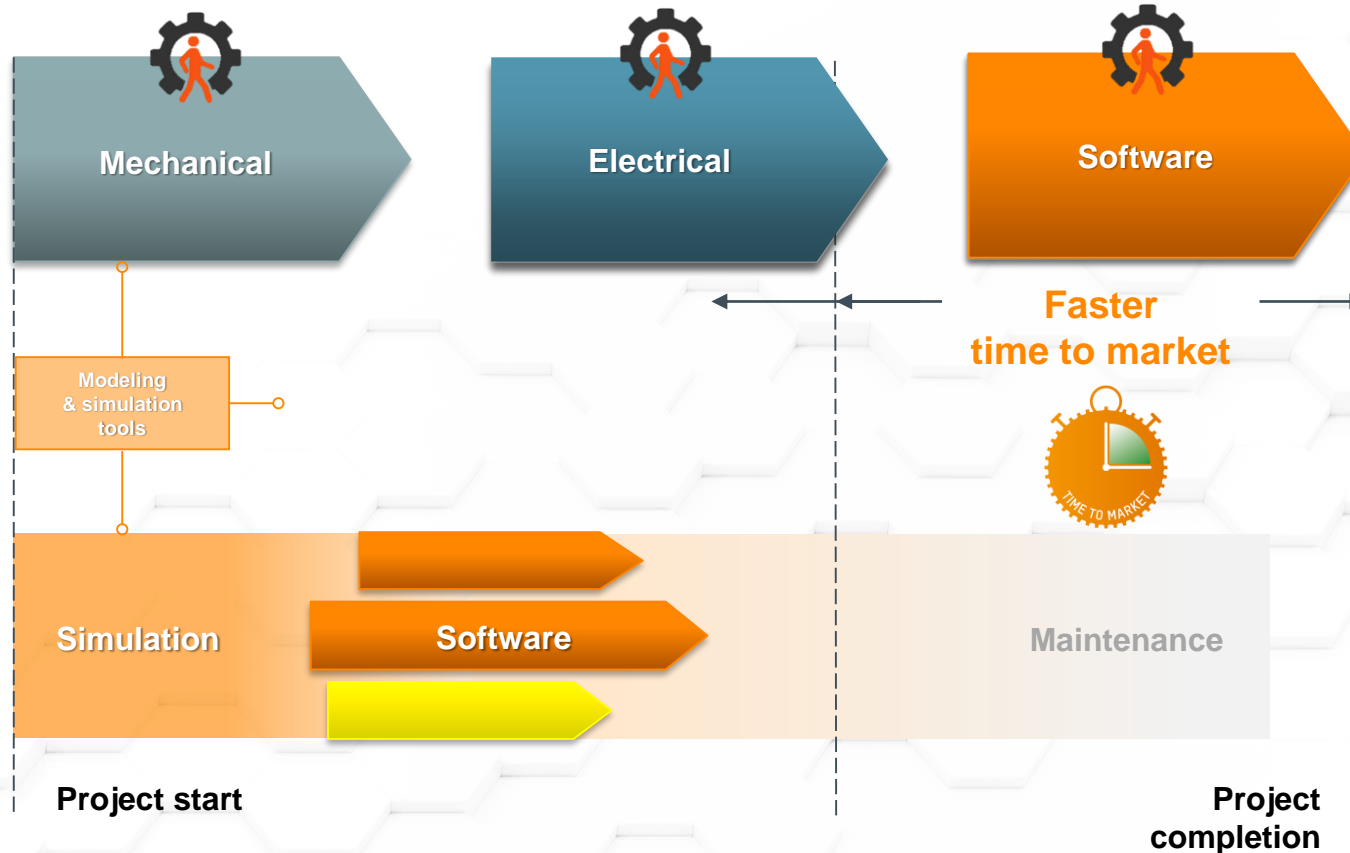 Mechanical
Electrical
Software
Faster
time to market
Modeling
& simulation
tools
TIME TO MARKET
Simulation
Software
Maintenance
Project start
Project
completion